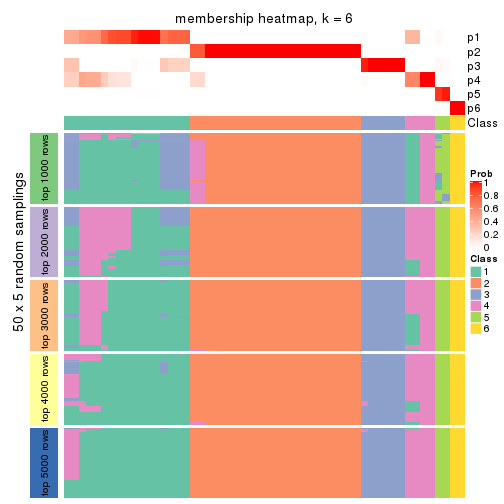 membership heatmap, k = 6
p1
p2
p3
p4
p5
p6
Class
50 x 5 random samplings
top 1000 rows
top 2000 rows
top 3000 rows
top 4000 rows
top 5000 rows
Prob
1
0.8
0.6
0.4
0.2
0
Class
1
2
3
4
5
6